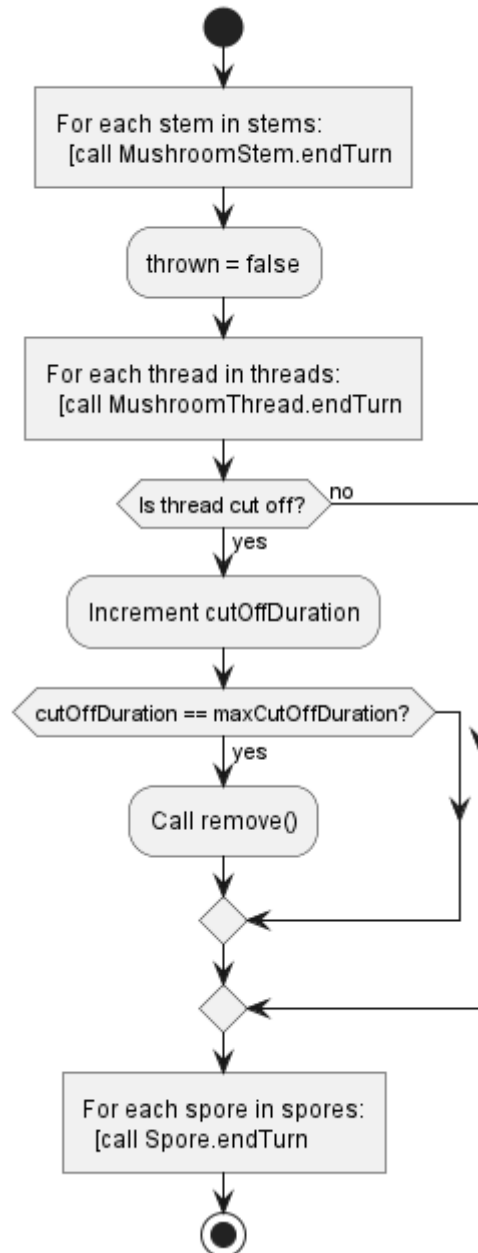 For each stem in stems:
[call MushroomStem.endTurn
thrown = false
For each thread in threads:
[call MushroomThread.endTurn
Is thread cut off?
no
yes
Increment cutOffDuration
cutOffDuration == maxCutOffDuration?
yes
Call remove()
For each spore in spores:
[call Spore.endTurn